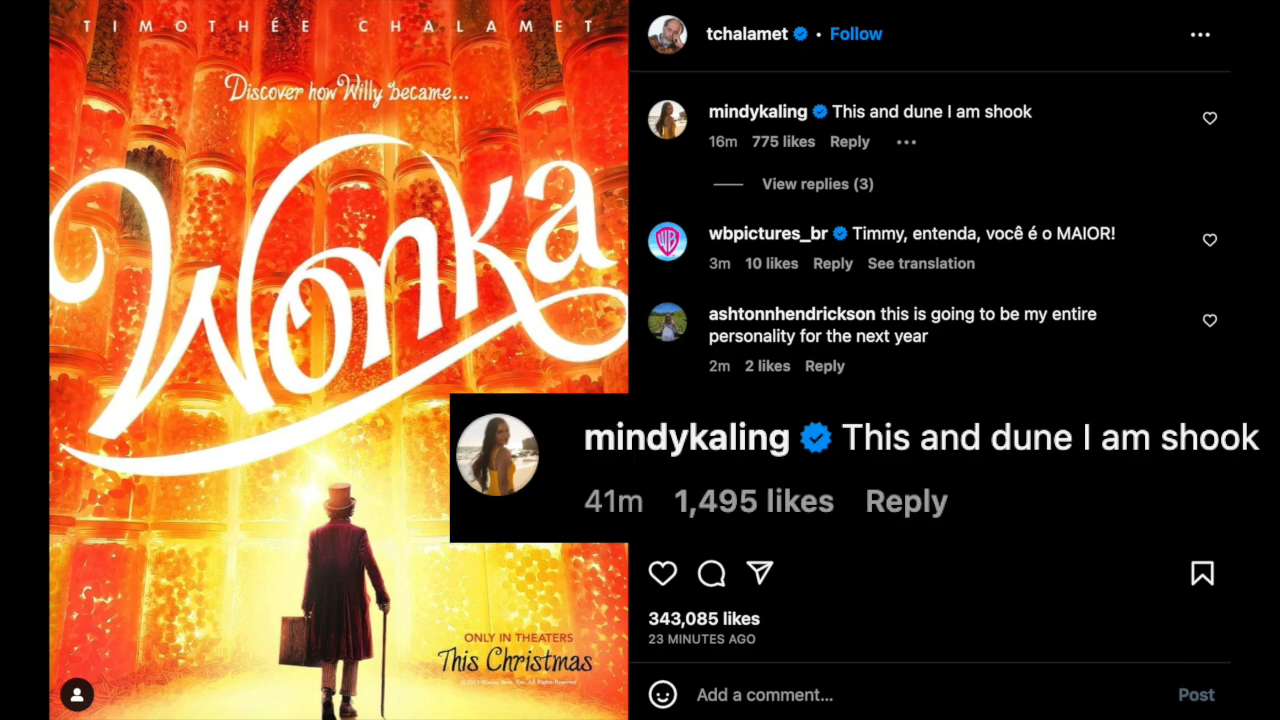 TIMOTHÉE CHALAMET
Discover how Willy became...
Wonka
ONLY IN THEATERS
This Christmas
tchalamet • Follow
mindykaling This and dune I am shook
16m 775 likes Reply
View replies (3)
WB
wbpictures_br Timmy, entenda, você é o MAIOR!
3m 10 likes Reply See translation
ashtonnhendrickson this is going to be my entire
personality for the next year
2m 2 likes Reply
mindykaling This and dune I am shook
41m 1,495 likes Reply
343,085 likes
23 MINUTES AGO
Add a comment... Post